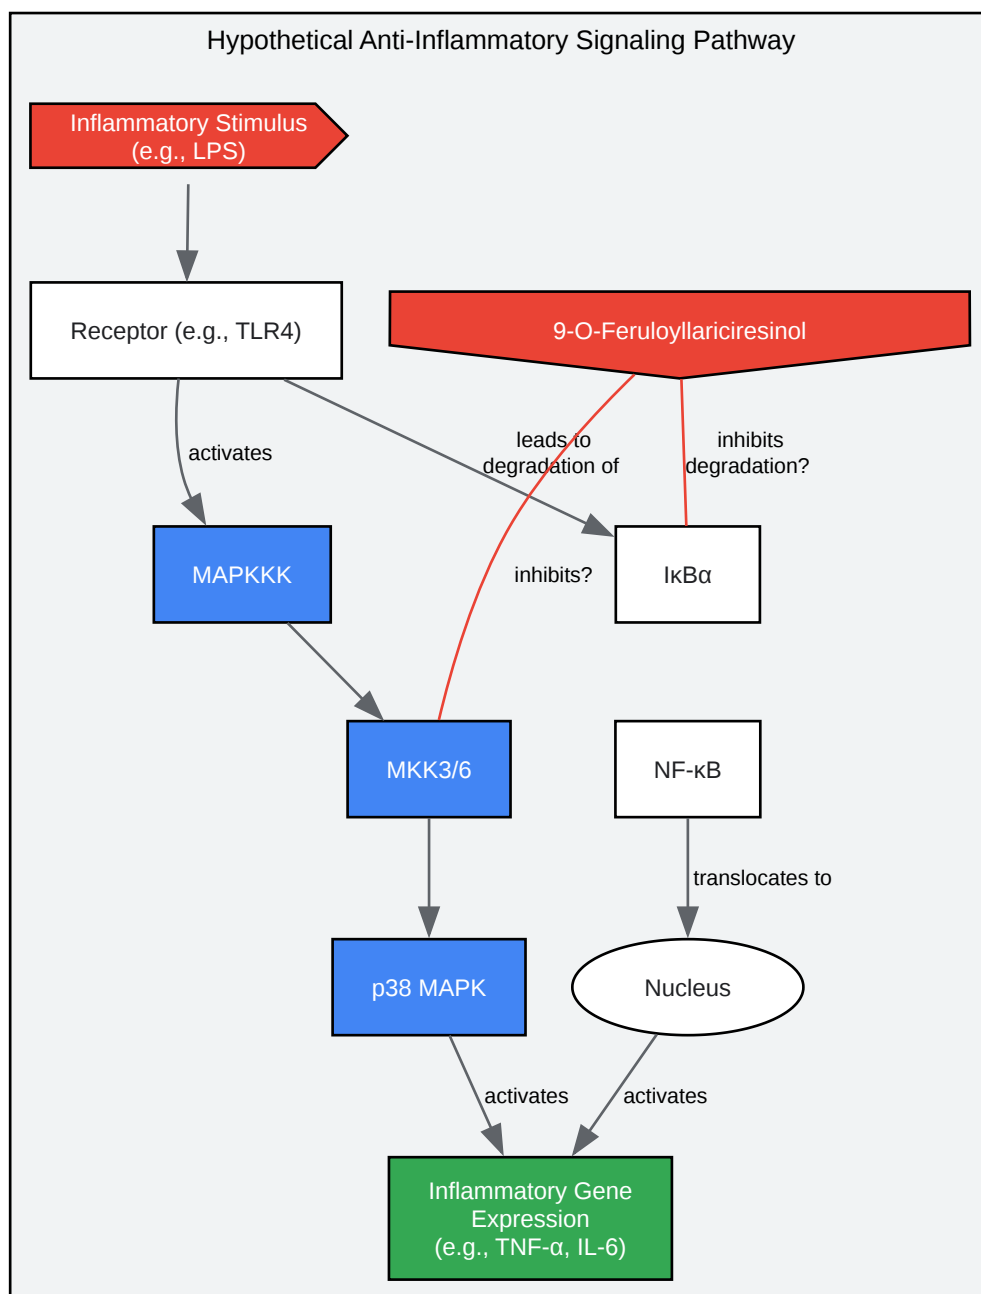 Hypothetical Anti-Inflammatory Signaling Pathway
Inflammatory Stimulus
(e.g., LPS)
Receptor (e.g., TLR4)
9-O-Feruloyllariciresinol
activates
leads to
degradation of
inhibits
degradation?
MAPKKK
inhibits?
IκBα
MKK3/6
NF-κB
translocates to
p38 MAPK
Nucleus
activates
activates
Inflammatory Gene
Expression
(e.g., TNF-α, IL-6)